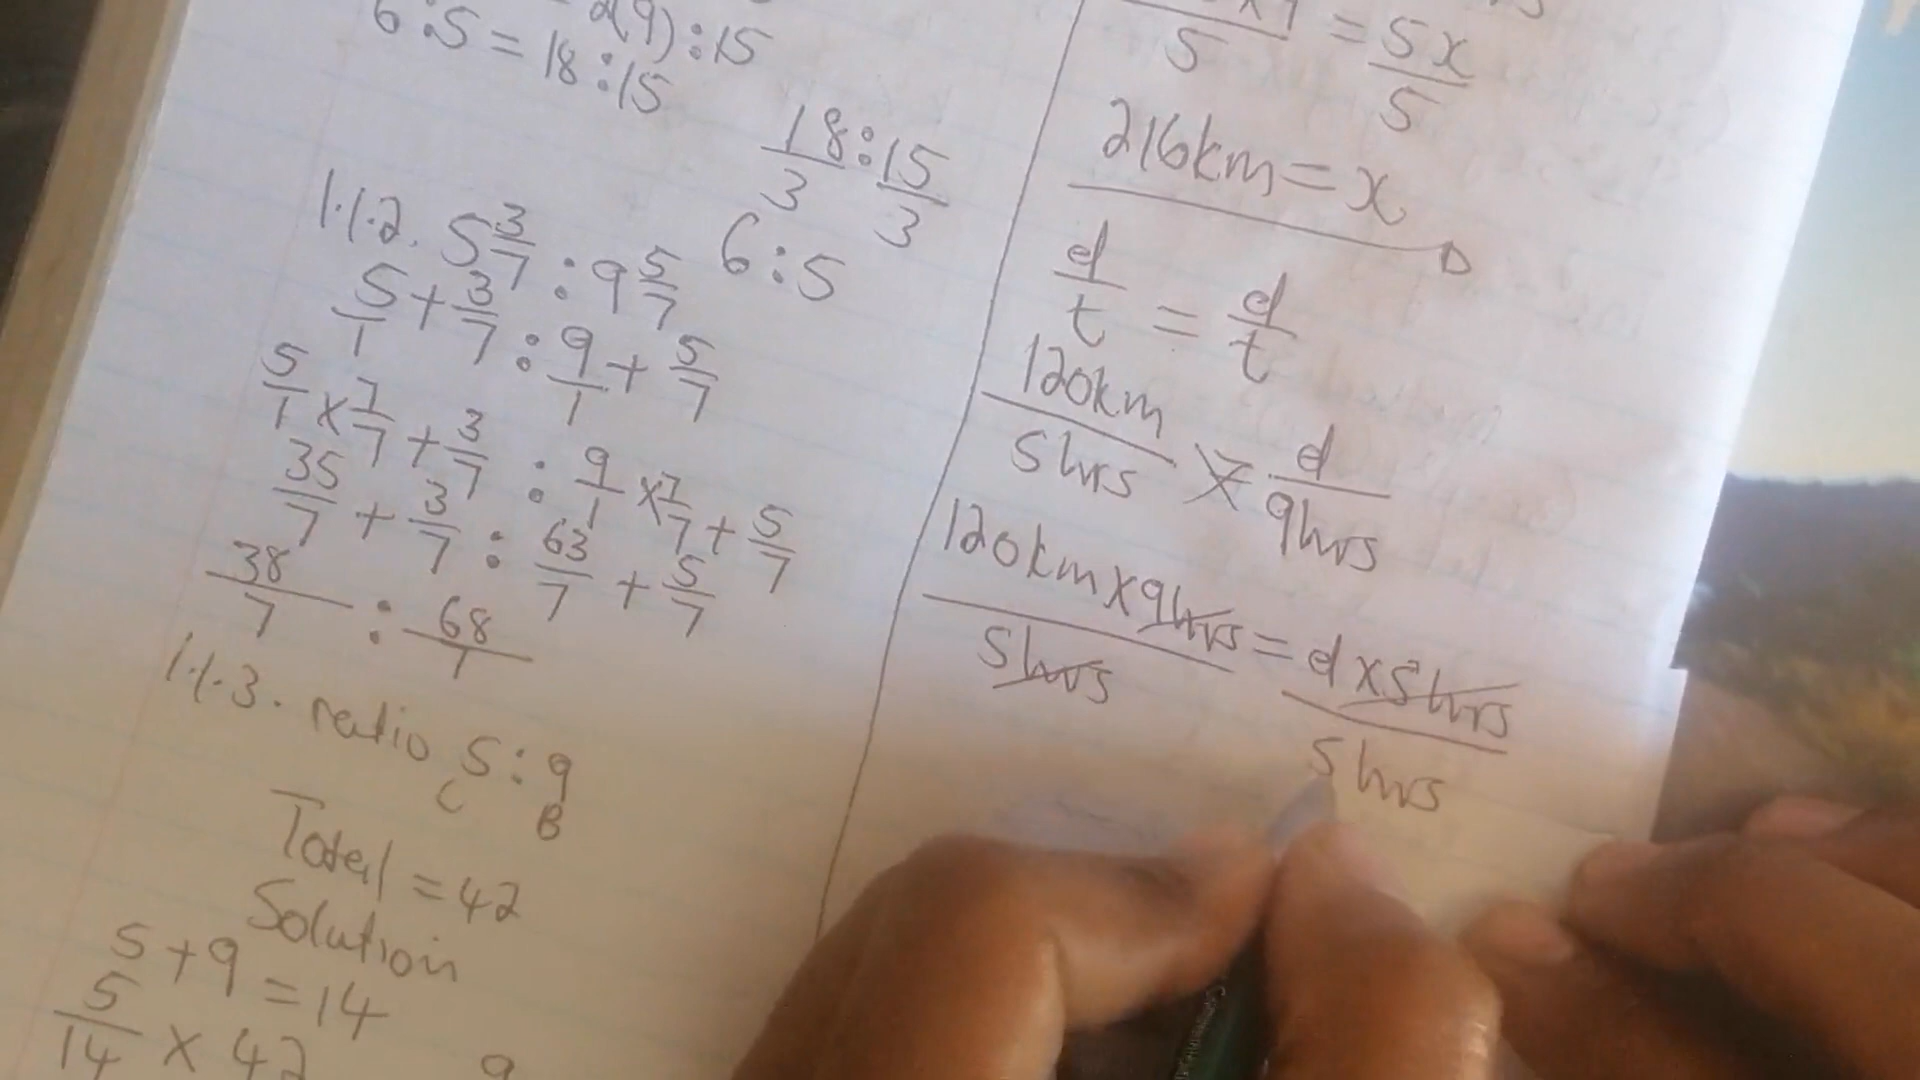 2(9):15
6:5 = 18:15
18/3 : 15/3
6:5
1.1.2. 5 3/7 : 9 5/7
5/1 + 3/7 : 9/1 + 5/7
5/1 × 7/7 + 3/7 : 9/1 × 7/7 + 5/7
35/7 + 3/7 : 63/7 + 5/7
38/7 : 68/7
1.1.3. ratio 5:9
C B
Total = 42
Solution
5+9 = 14
5/14 × 42
9
5 = 5x/5
216km = x
d/t = d/t
120km/5hrs = d/9hrs
120km×9hrs/5hrs = d×5hrs/5hrs